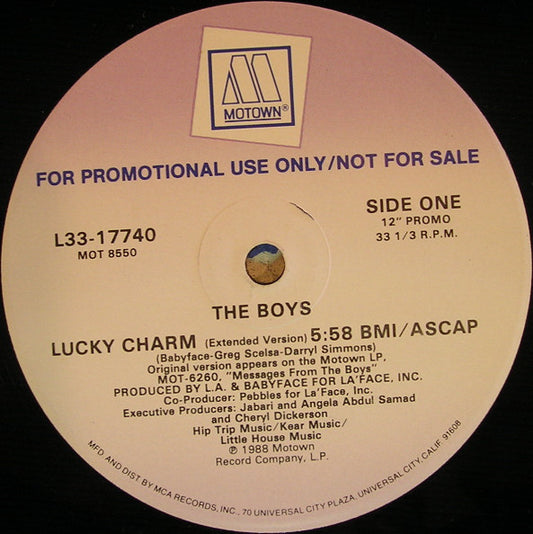 MOTOWN®
FOR PROMOTIONAL USE ONLY/NOT FOR SALE
L33-17740
MOT 8550
SIDE ONE
12" PROMO
33 1/3 R.P.M.
THE BOYS
LUCKY CHARM (Extended Version) 5:58 BMI/ASCAP
(Babyface-Greg Scelsa-Darryl Simmons)
Original version appears on the Motown LP,
MOT-6260, "Messages From The Boys"
PRODUCED BY L.A. & BABYFACE FOR LA'FACE, INC.
Co-Producer: Pebbles for La'Face, Inc.
Executive Producers: Jabari and Angela Abdul Samad
and Cheryl Dickerson
Hip Trip Music/Kear Music/
Little House Music
℗ 1988 Motown
Record Company, L.P.
MFD AND DIST BY MCA RECORDS, INC., 70 UNIVERSAL CITY PLAZA, UNIVERSAL CITY, CALIF. 91608